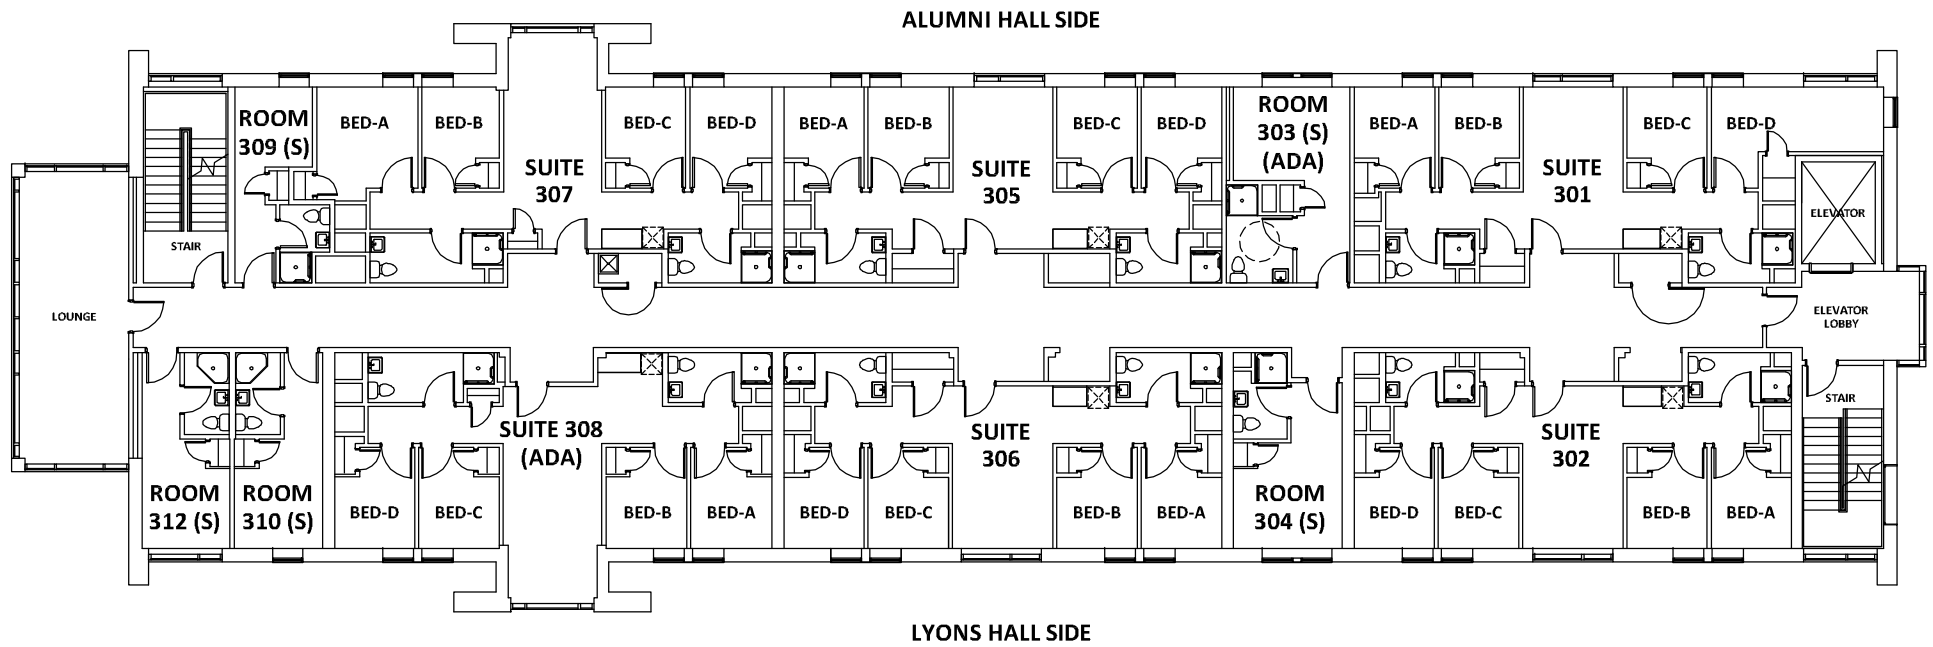 ALUMNI HALL SIDE
ROOM
309 (S)
BED-A
BED-B
SUITE
307
BED-C
BED-D
BED-A
BED-B
SUITE
305
BED-C
BED-D
ROOM
303 (S)
(ADA)
BED-A
BED-B
SUITE
301
BED-C
BED-D
ELEVATOR
STAIR
LOUNGE
ELEVATOR
LOBBY
STAIR
ROOM
312 (S)
ROOM
310 (S)
BED-D
BED-C
SUITE 308
(ADA)
BED-B
BED-A
BED-D
BED-C
SUITE
306
BED-B
BED-A
ROOM
304 (S)
BED-D
BED-C
SUITE
302
BED-B
BED-A
LYONS HALL SIDE